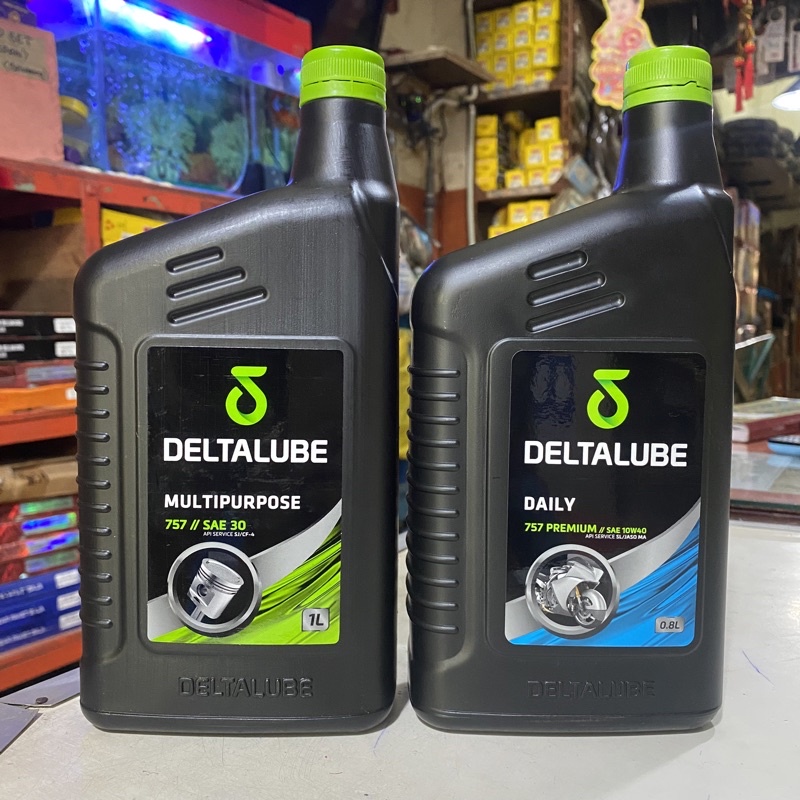 DELTALUBE
MULTIPURPOSE
757 // SAE 30
API SERVICE SJ/CF-4
1L
DELTALUBE
DELTALUBE
DAILY
757 PREMIUM // SAE 10W40
API SERVICE SL/JASO MA
0.8L
DELTALUBE